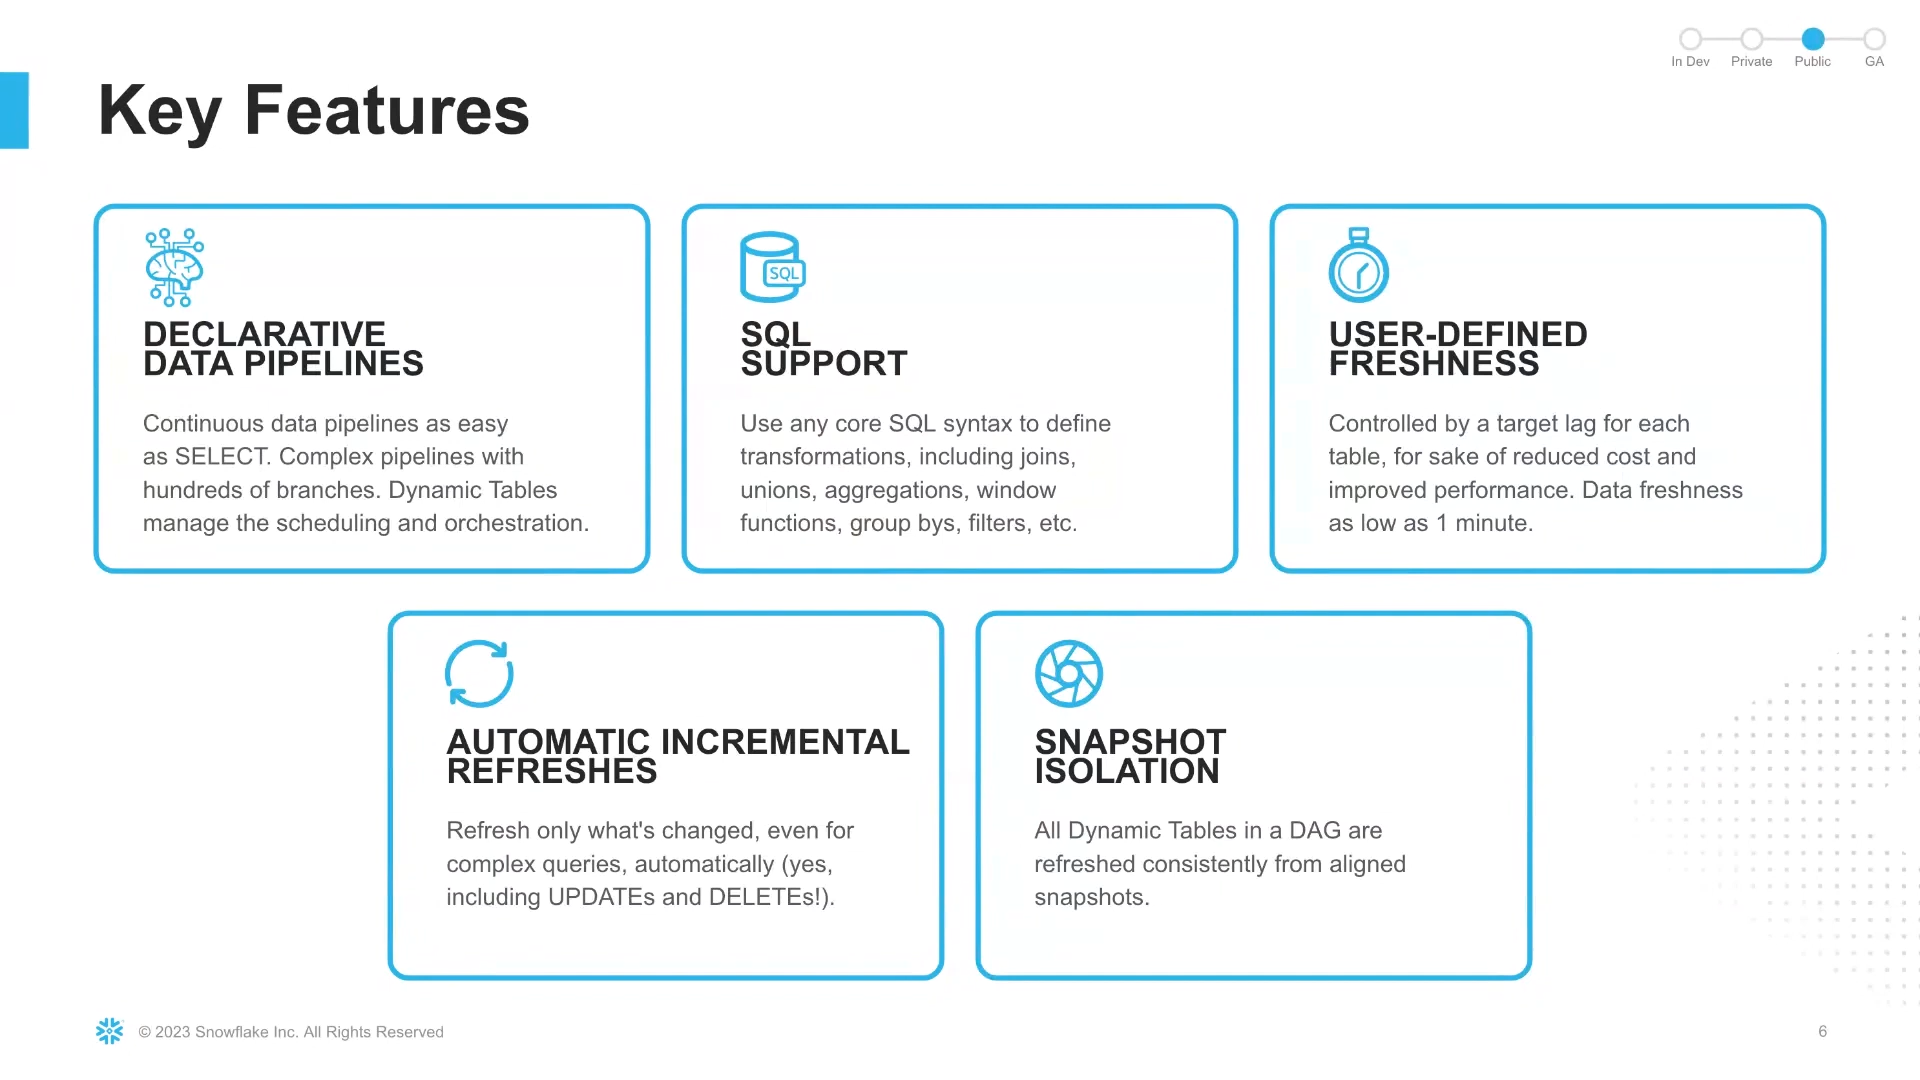 In Dev Private Public GA
Key Features
DECLARATIVE
DATA PIPELINES
Continuous data pipelines as easy
as SELECT. Complex pipelines with
hundreds of branches. Dynamic Tables
manage the scheduling and orchestration.
SQL
SQL
SUPPORT
Use any core SQL syntax to define
transformations, including joins,
unions, aggregations, window
functions, group bys, filters, etc.
USER-DEFINED
FRESHNESS
Controlled by a target lag for each
table, for sake of reduced cost and
improved performance. Data freshness
as low as 1 minute.
AUTOMATIC INCREMENTAL
REFRESHES
Refresh only what's changed, even for
complex queries, automatically (yes,
including UPDATEs and DELETEs!).
SNAPSHOT
ISOLATION
All Dynamic Tables in a DAG are
refreshed consistently from aligned
snapshots.
© 2023 Snowflake Inc. All Rights Reserved
6